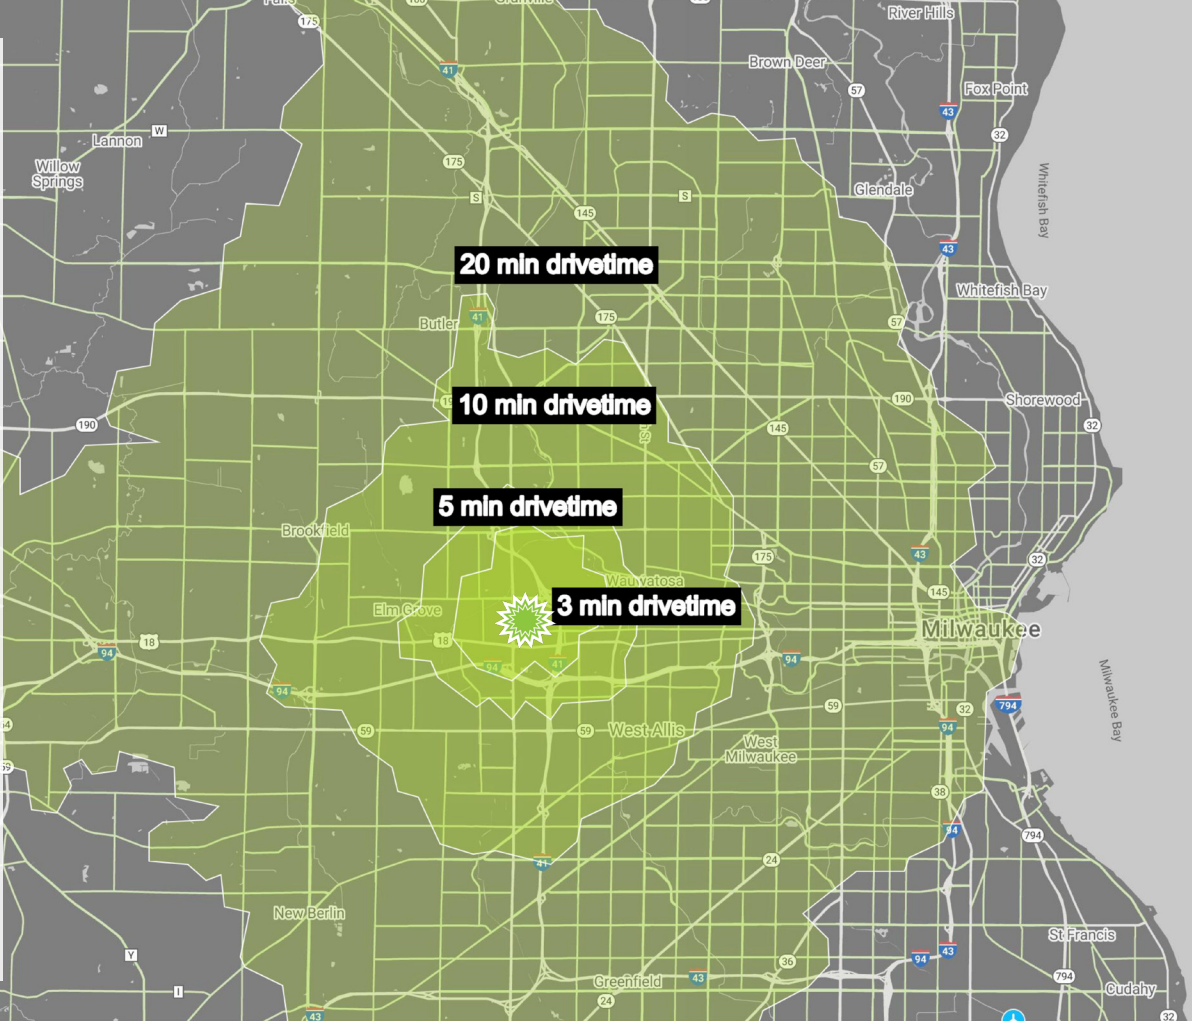 175
River Hills
41
Brown Deer
57
Fox Point
43
Lannon
W
32
175
Willow
Springs
Whitefish Bay
Glendale
S
S
145
43
20 min drivetime
Whitefish Bay
41
175
57
Butler
190
10 min drivetime
Shorewood
190
145
32
57
5 min drivetime
Brookfield
175
43
32
Wauwatosa
145
3 min drivetime
Elm Grove
18
18
Milwaukee
94
94
41
94
94
Milwaukee Bay
59
32
794
59
59
West Allis
94
West
Milwaukee
38
94
794
41
24
New Berlin
St Francis
Y
43
94
36
43
794
Greenfield
Cudahy
I
24
43
32